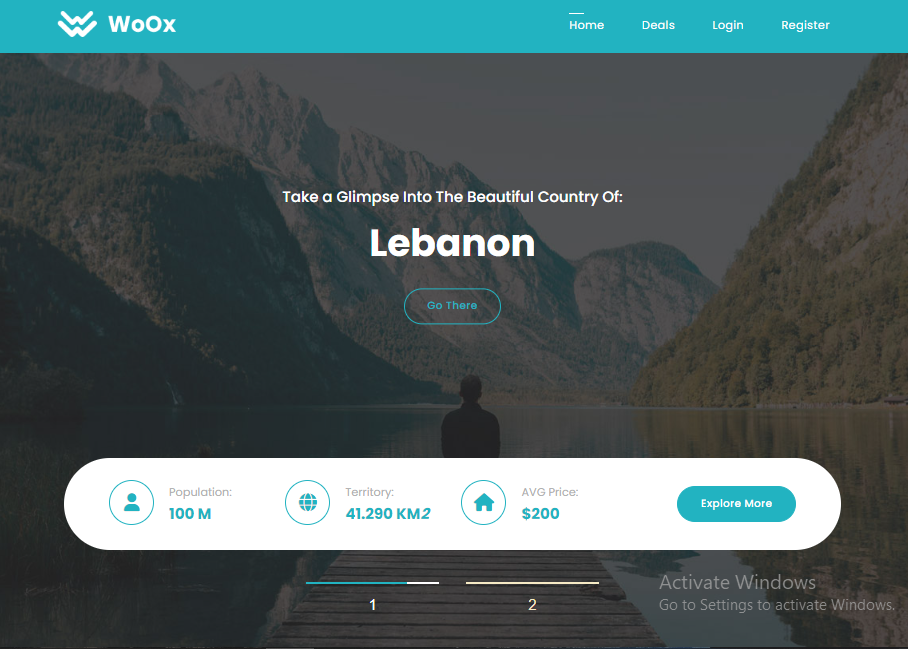 WoOx
Home
Deals
Login
Register
Take a Glimpse Into The Beautiful Country Of:
Lebanon
Go There
Population:
100 M
Territory:
41.290 KM2
AVG Price:
$200
Explore More
1
2
Activate Windows
Go to Settings to activate Windows.